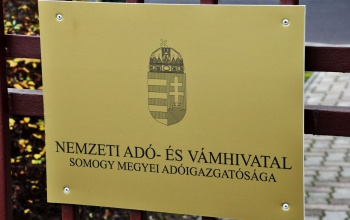 NEMZETI ADÓ- ÉS VÁMHIVATAL
SOMOGY MEGYEI ADÓIGAZGATÓSÁGA